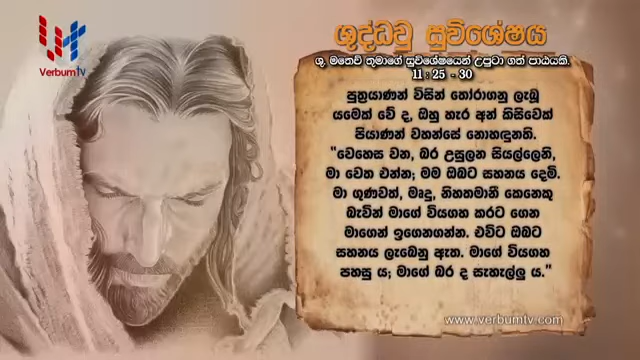 VerbumTV
ශුද්ධවූ සුවිශේෂය
ශු. මතෙව් තුමාගේ සුවිශේෂයෙන් උපුටා ගත් පාඨයකි.
11 : 25 - 30
පුත්‍රයාණන් විසින් තෝරාගනු ලැබූ
යමෙක් වේ ද, ඔහු හැර අන් කිසිවෙක්
පියාණන් වහන්සේ නොහඳුනති.
"වෙහෙස වන, බර උසුලන සියල්ලෙනි,
මා වෙත එන්න; මම ඔබට සහනය දෙමි.
මා ගුණවත්, මෘදු, නිහතමානී කෙනෙකු
බැවින් මාගේ වියගහ කරට ගෙන
මාගෙන් ඉගෙනගන්න. එවිට ඔබට
සහනය ලැබෙනු ඇත. මාගේ වියගහ
පහසු ය; මාගේ බර ද සැහැල්ලු ය."
www.verbumtv.com